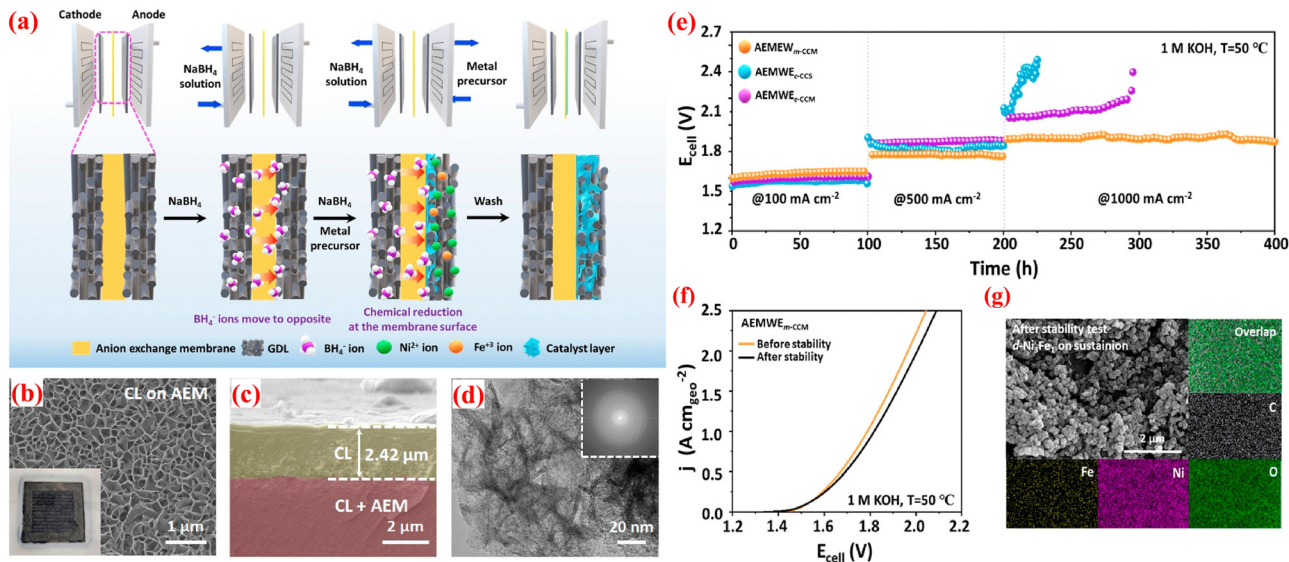 (a)
Cathode
Anode
NaBH4
solution
NaBH4
solution
Metal
precursor
NaBH4
NaBH4
Metal
precursor
Wash
BH4- ions move to opposite
Chemical reduction
at the membrane surface
Anion exchange membrane
GDL
BH4- ion
Ni2+ ion
Fe+3 ion
Catalyst layer
(b)
CL on AEM
1 μm
(c)
CL
2.42 μm
CL + AEM
2 μm
(d)
20 nm
(e)
2.7
2.4
2.1
1.8
1.5
1.2
Ecell (V)
AEMEWm-CCM
AEMWEe-CCS
AEMWEe-CCM
1 M KOH, T=50 ℃
@100 mA cm-2
@500 mA cm-2
@1000 mA cm-2
0
50
100
150
200
250
300
350
400
Time (h)
(f)
2.5
2.0
1.5
1.0
0.5
0.0
j (A cmgeo-2)
AEMWEm-CCM
Before stability
After stability
1 M KOH, T=50 ℃
1.2
1.4
1.6
1.8
2.0
2.2
Ecell (V)
(g)
After stability test
d-Ni3Fe1 on sustainion
2 μm
Overlap
C
Fe
Ni
O